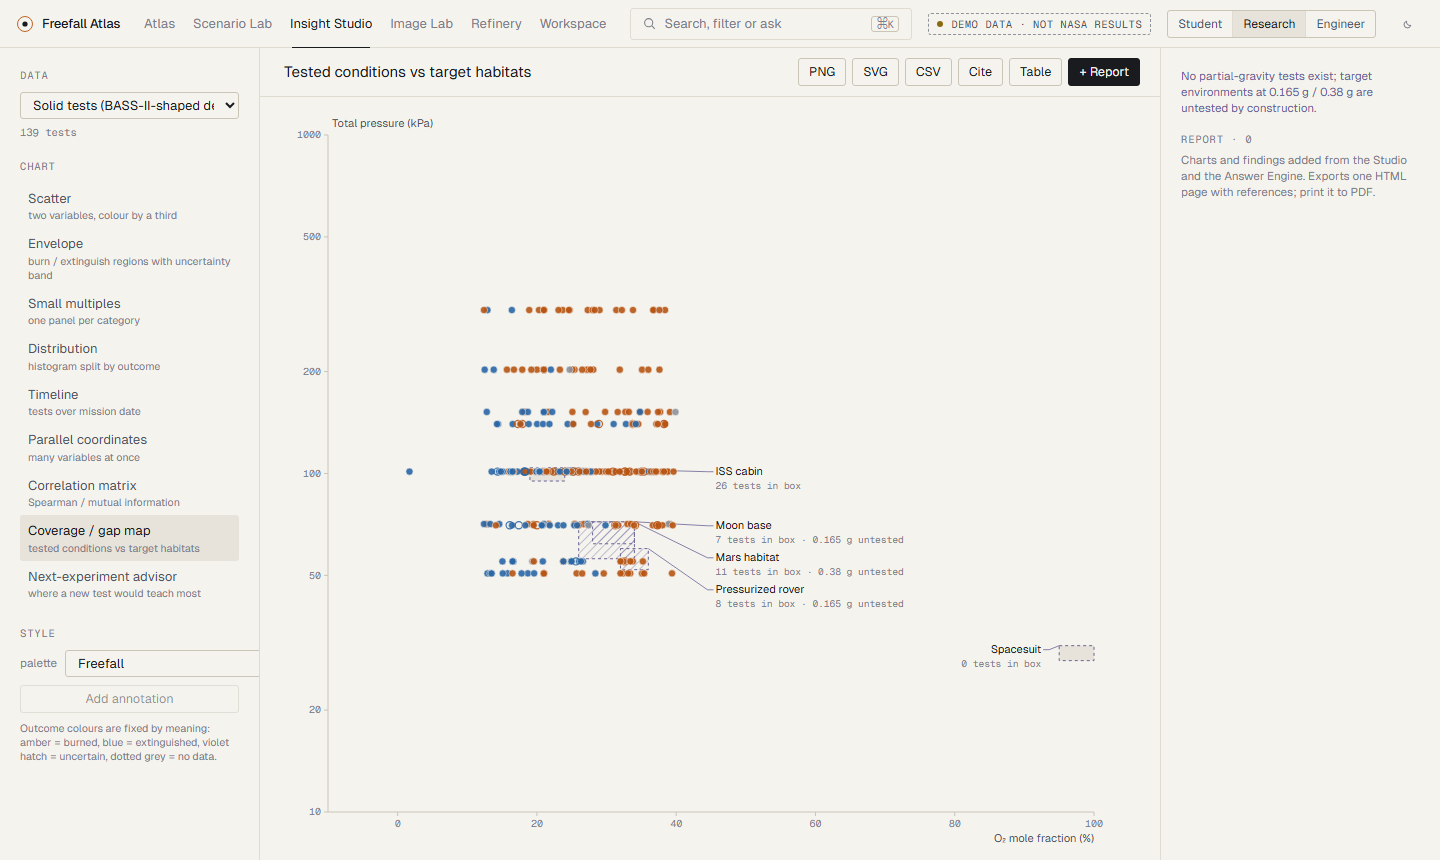 Freefall Atlas
Atlas
Scenario Lab
Insight Studio
Image Lab
Refinery
Workspace
Search, filter or ask
⌘K
DEMO DATA · NOT NASA RESULTS
Student
Research
Engineer
DATA
Solid tests (BASS-II-shaped de
139 tests
CHART
Scatter
two variables, colour by a third
Envelope
burn / extinguish regions with uncertainty
band
Small multiples
one panel per category
Distribution
histogram split by outcome
Timeline
tests over mission date
Parallel coordinates
many variables at once
Correlation matrix
Spearman / mutual information
Coverage / gap map
tested conditions vs target habitats
Next-experiment advisor
where a new test would teach most
STYLE
palette
Freefall
Add annotation
Outcome colours are fixed by meaning:
amber = burned, blue = extinguished, violet
hatch = uncertain, dotted grey = no data.
Tested conditions vs target habitats
PNG
SVG
CSV
Cite
Table
+ Report
Total pressure (kPa)
1000
500
200
100
50
20
10
0
20
40
60
80
100
O₂ mole fraction (%)
ISS cabin
26 tests in box
Moon base
7 tests in box · 0.165 g untested
Mars habitat
11 tests in box · 0.38 g untested
Pressurized rover
8 tests in box · 0.165 g untested
Spacesuit
0 tests in box
No partial-gravity tests exist; target
environments at 0.165 g / 0.38 g are
untested by construction.
REPORT · 0
Charts and findings added from the Studio
and the Answer Engine. Exports one HTML
page with references; print it to PDF.